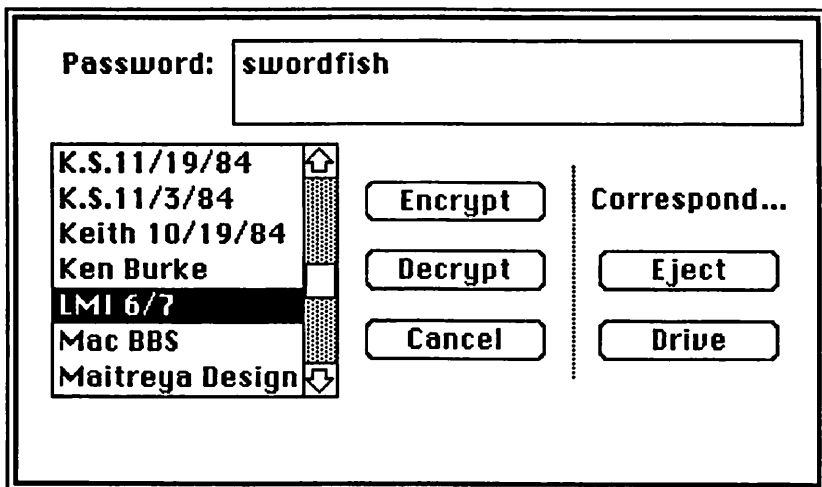 Password: swordfish
K.S.11/19/84
K.S.11/3/84
Keith 10/19/84
Ken Burke
LMI 6/7
Mac BBS
Maitreya Design
Encrypt
Decrypt
Cancel
Correspond...
Eject
Drive